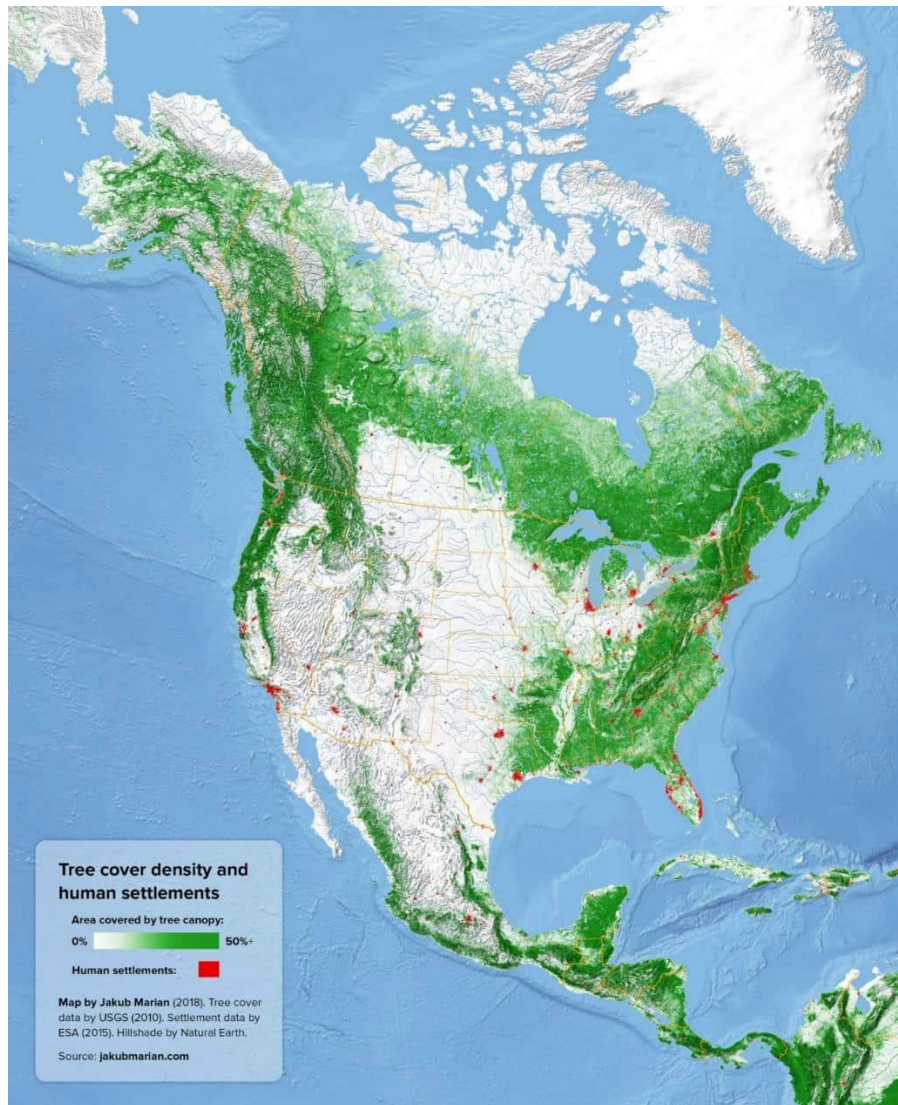 Tree cover density and
human settlements
Area covered by tree canopy:
0% 50%+
Human settlements:
Map by Jakub Marian (2018). Tree cover
data by USGS (2010). Settlement data by
ESA (2015). Hillshade by Natural Earth.
Source: jakubmarian.com